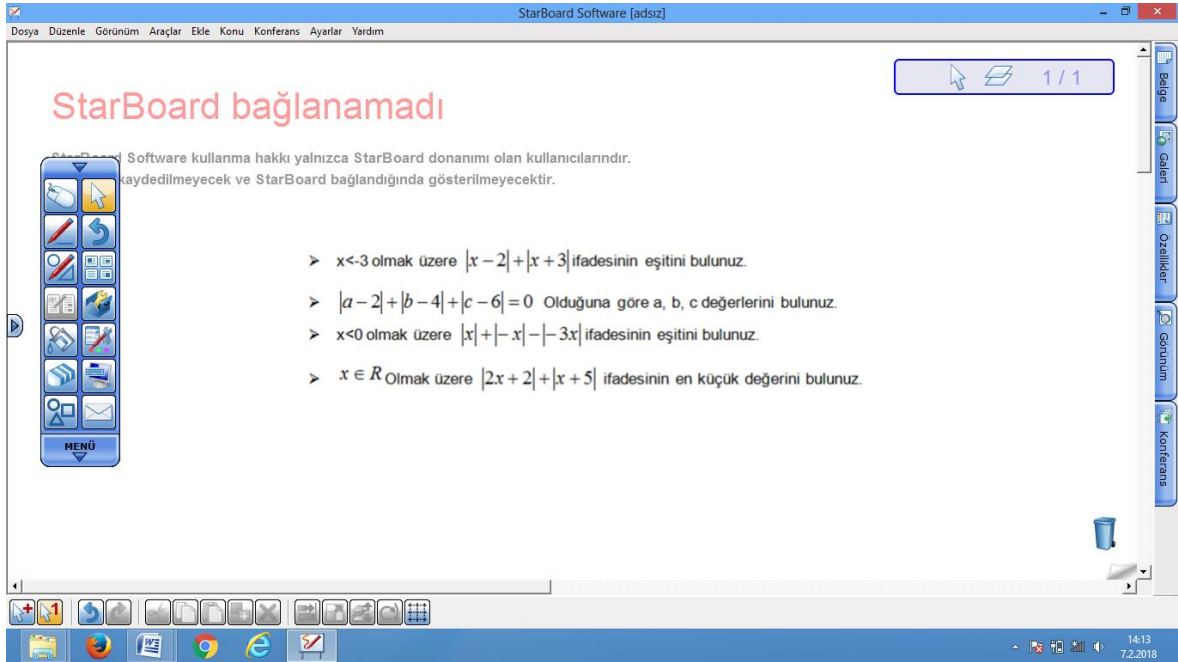 StarBoard Software [adsız]
Dosya Düzenle Görünüm Araçlar Ekle Konu Konferans Ayarlar Yardım
1 / 1
StarBoard bağlanamadı
StarBoard Software kullanma hakkı yalnızca StarBoard donanımı olan kullanıcılarındır.
kaydedilmeyecek ve StarBoard bağlandığında gösterilmeyecektir.
➤ x<-3 olmak üzere |x − 2| + |x + 3| ifadesinin eşitini bulunuz.
➤ |a − 2| + |b − 4| + |c − 6| = 0 Olduğuna göre a, b, c değerlerini bulunuz.
➤ x<0 olmak üzere |x| + |− x| − |− 3x| ifadesinin eşitini bulunuz.
➤ x ∈ R Olmak üzere |2x + 2| + |x + 5| ifadesinin en küçük değerini bulunuz.
MENÜ
Belge
Galeri
Özellikler
Görünüm
Konferans
14:13
7.2.2018